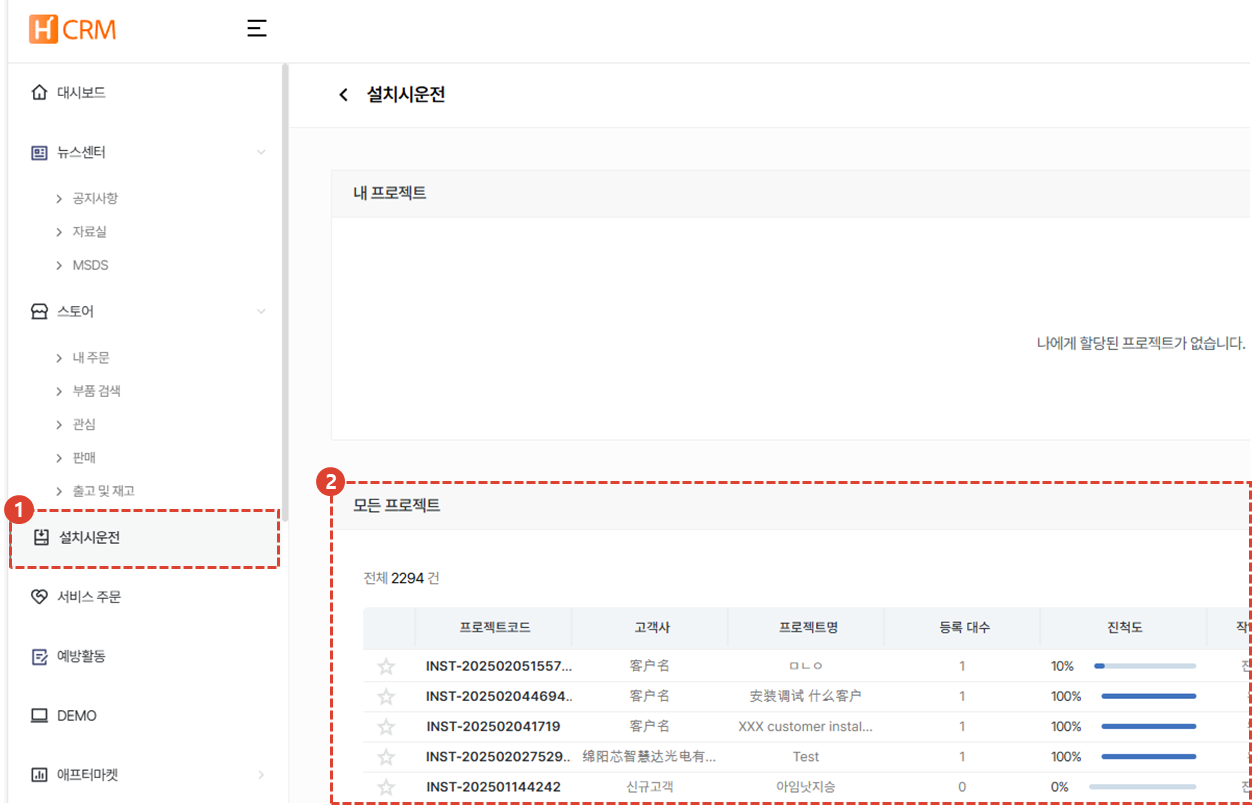 H CRM
대시보드
뉴스센터
공지사항
자료실
MSDS
스토어
내 주문
부품 검색
관심
판매
출고 및 재고
1
설치시운전
서비스 주문
예방활동
DEMO
애프터마켓
설치시운전
내 프로젝트
나에게 할당된 프로젝트가 없습니다.
2
모든 프로젝트
전체 2294 건
프로젝트코드 고객사 프로젝트명 등록 대수 진척도
INST-202502051557... 客户名 ㅁㄴㅇ 1 10%
INST-202502044694.. 客户名 安装调试 什么客户 1 100%
INST-202502041719 客户名 XXX customer instal... 1 100%
INST-202502027529.. 绵阳芯智慧达光电有... Test 1 100%
INST-202501144242 신규고객 아임낫지승 0 0%